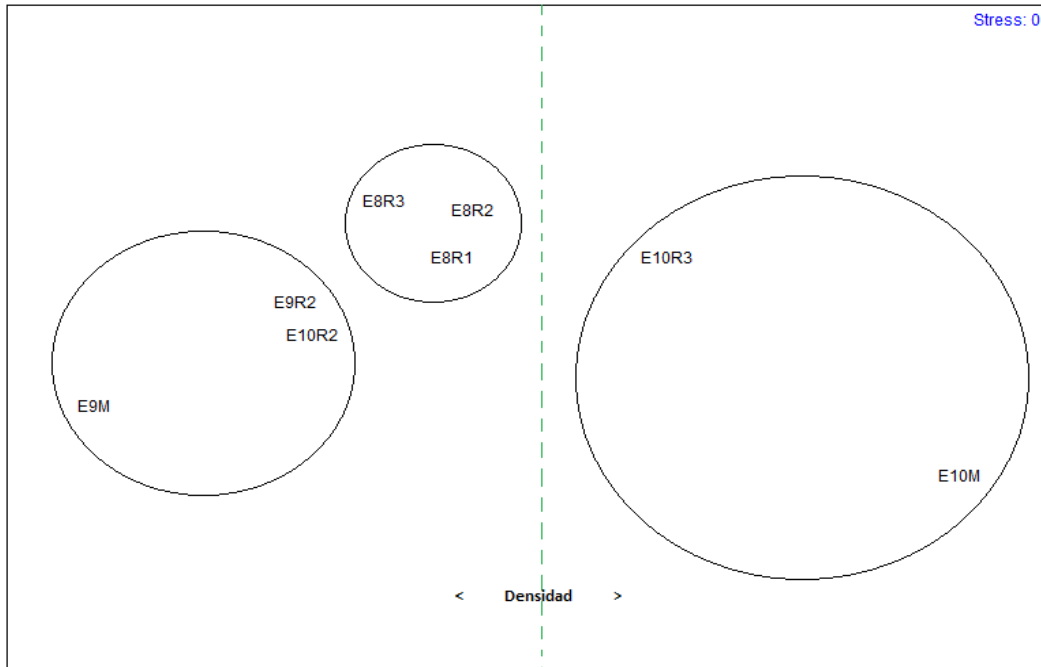 Stress: 0
E8R3
E8R2
E8R1
E10R3
E9R2
E10R2
E9M
E10M
< Densidad >